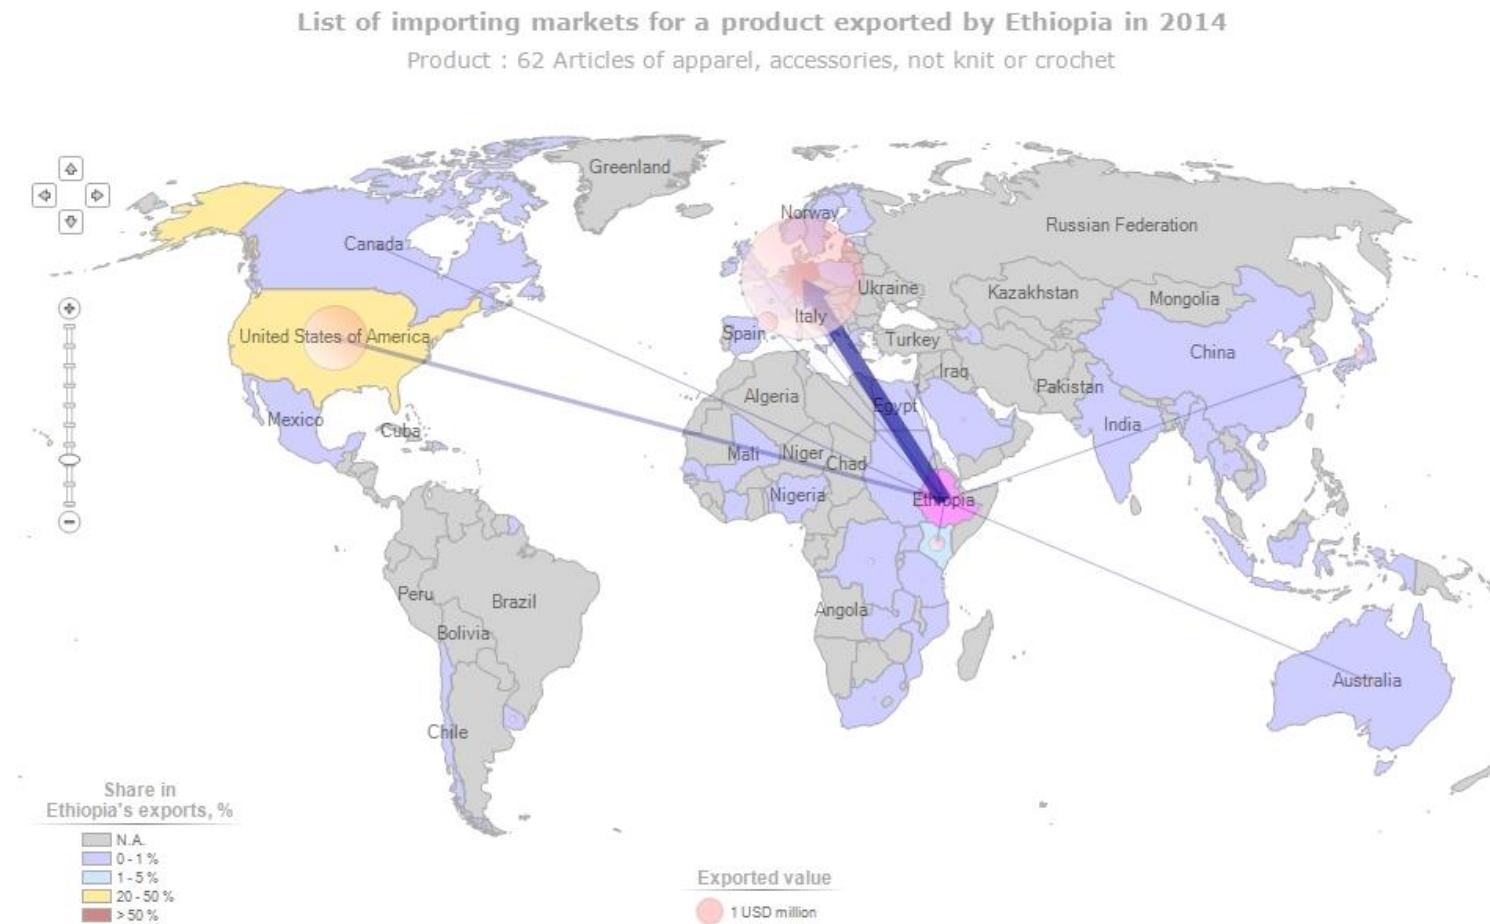 List of importing markets for a product exported by Ethiopia in 2014
Product : 62 Articles of apparel, accessories, not knit or crochet
Greenland
Norway
Russian Federation
Canada
Ukraine
Kazakhstan
Mongolia
Italy
United States of America
Spain
Turkey
China
Iraq
Pakistan
Algeria
Egypt
Mexico
Cuba
India
Mali
Niger
Chad
Nigeria
Ethiopia
Peru
Brazil
Angola
Bolivia
Australia
Chile
Share in
Ethiopia's exports, %
N.A.
0 - 1 %
1 - 5 %
20 - 50 %
> 50 %
Exported value
1 USD million